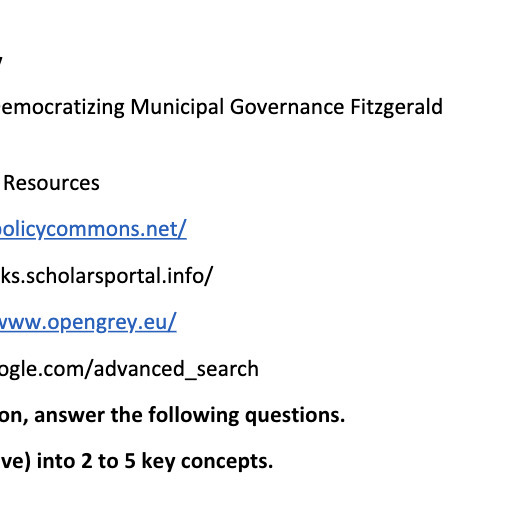 emocratizing Municipal Governance Fitzgerald
Resources
olicycommons.net/
ks.scholarsportal.info/
www.opengrey.eu/
ogle.com/advanced_search
on, answer the following questions.
ve) into 2 to 5 key concepts.